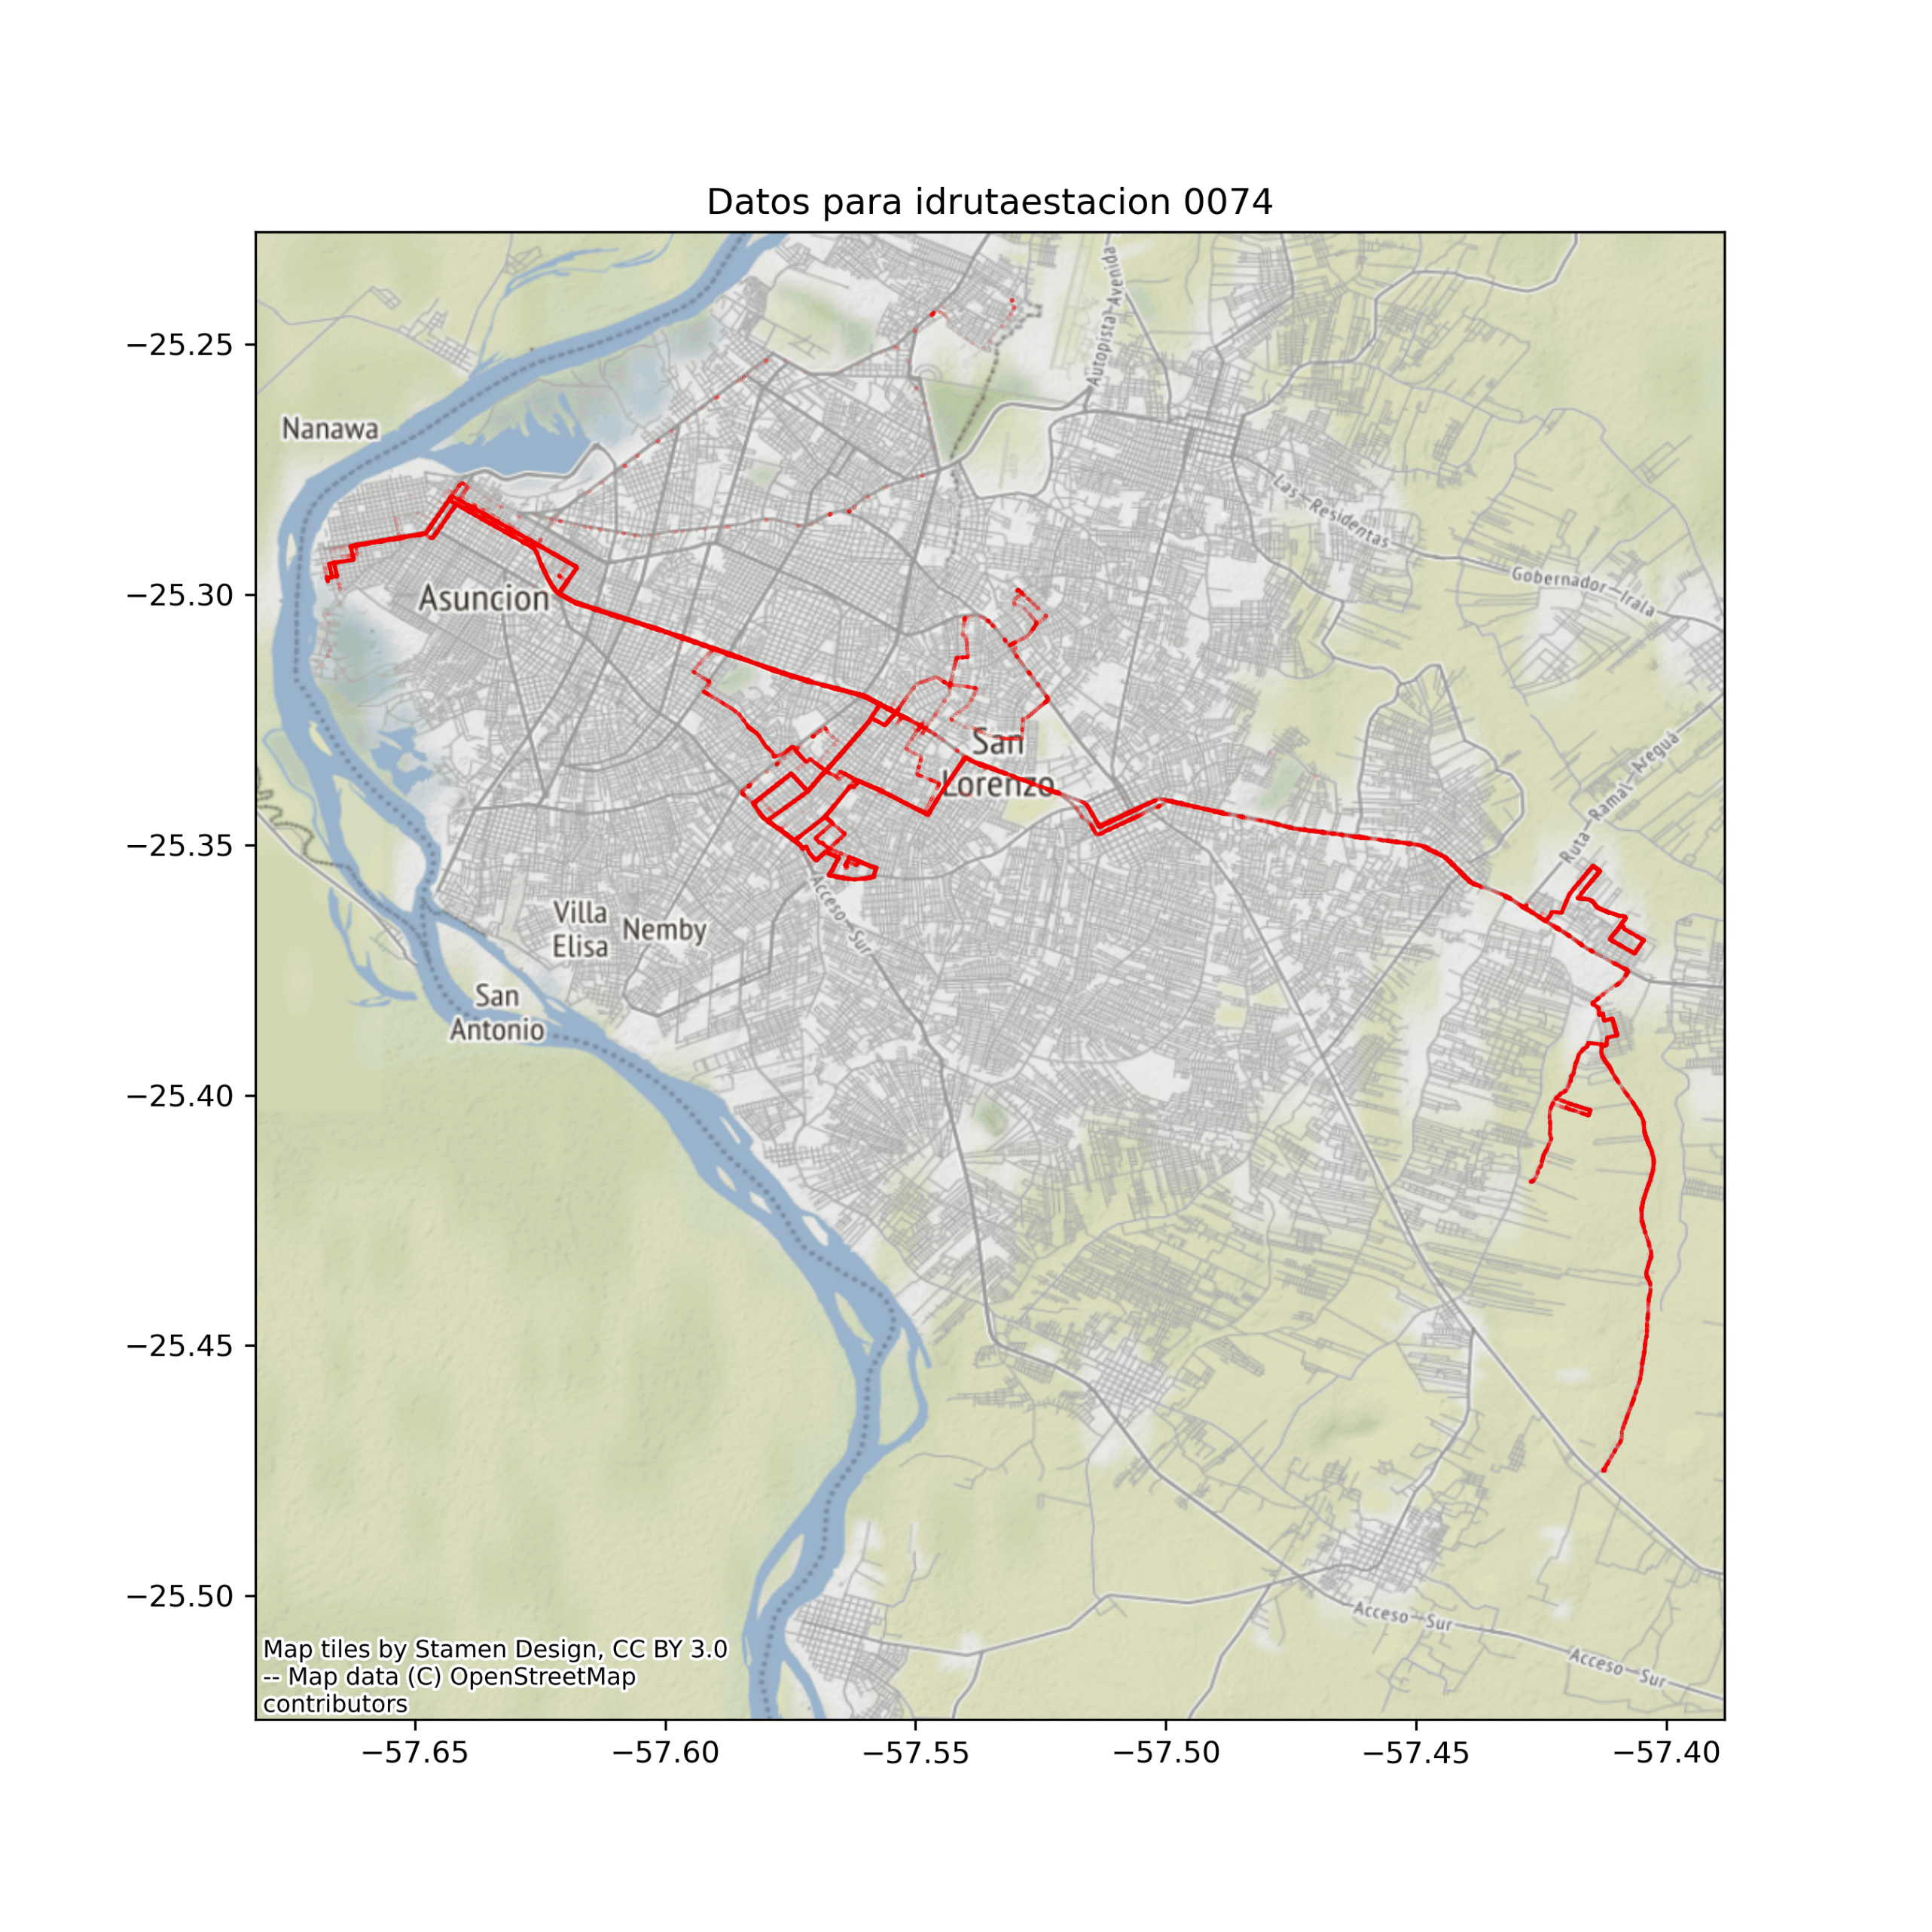 Datos para idrutaestacion 0074
−25.25
−25.30
−25.35
−25.40
−25.45
−25.50
−57.65
−57.60
−57.55
−57.50
−57.45
−57.40
Autopista Avenida
Nanawa
Las Residentas
Gobernador Irala
Asuncion
San
Lorenzo
Ruta Ramal Areguá
Acceso Sur
Villa
Elisa
Nemby
San
Antonio
Acceso Sur
Acceso Sur
Map tiles by Stamen Design, CC BY 3.0
-- Map data (C) OpenStreetMap
contributors